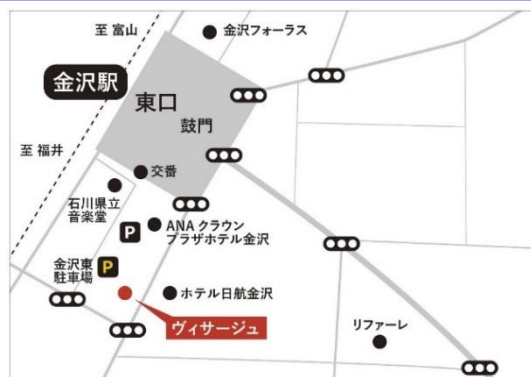 至 富山
金沢フォーラス
金沢駅
東口
鼓門
至 福井
交番
石川県立
音楽堂
P
ANA クラウン
プラザホテル金沢
金沢東
駐車場
P
ホテル日航金沢
ヴィサージュ
リファーレ